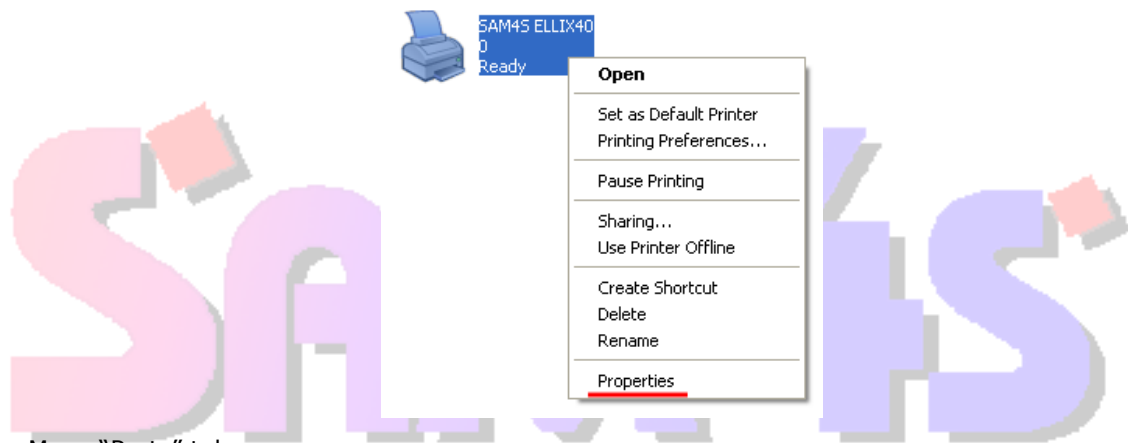 SAM4S ELLIX40
0
Ready
Open
Set as Default Printer
Printing Preferences...
Pause Printing
Sharing...
Use Printer Offline
Create Shortcut
Delete
Rename
Properties
SAM4S